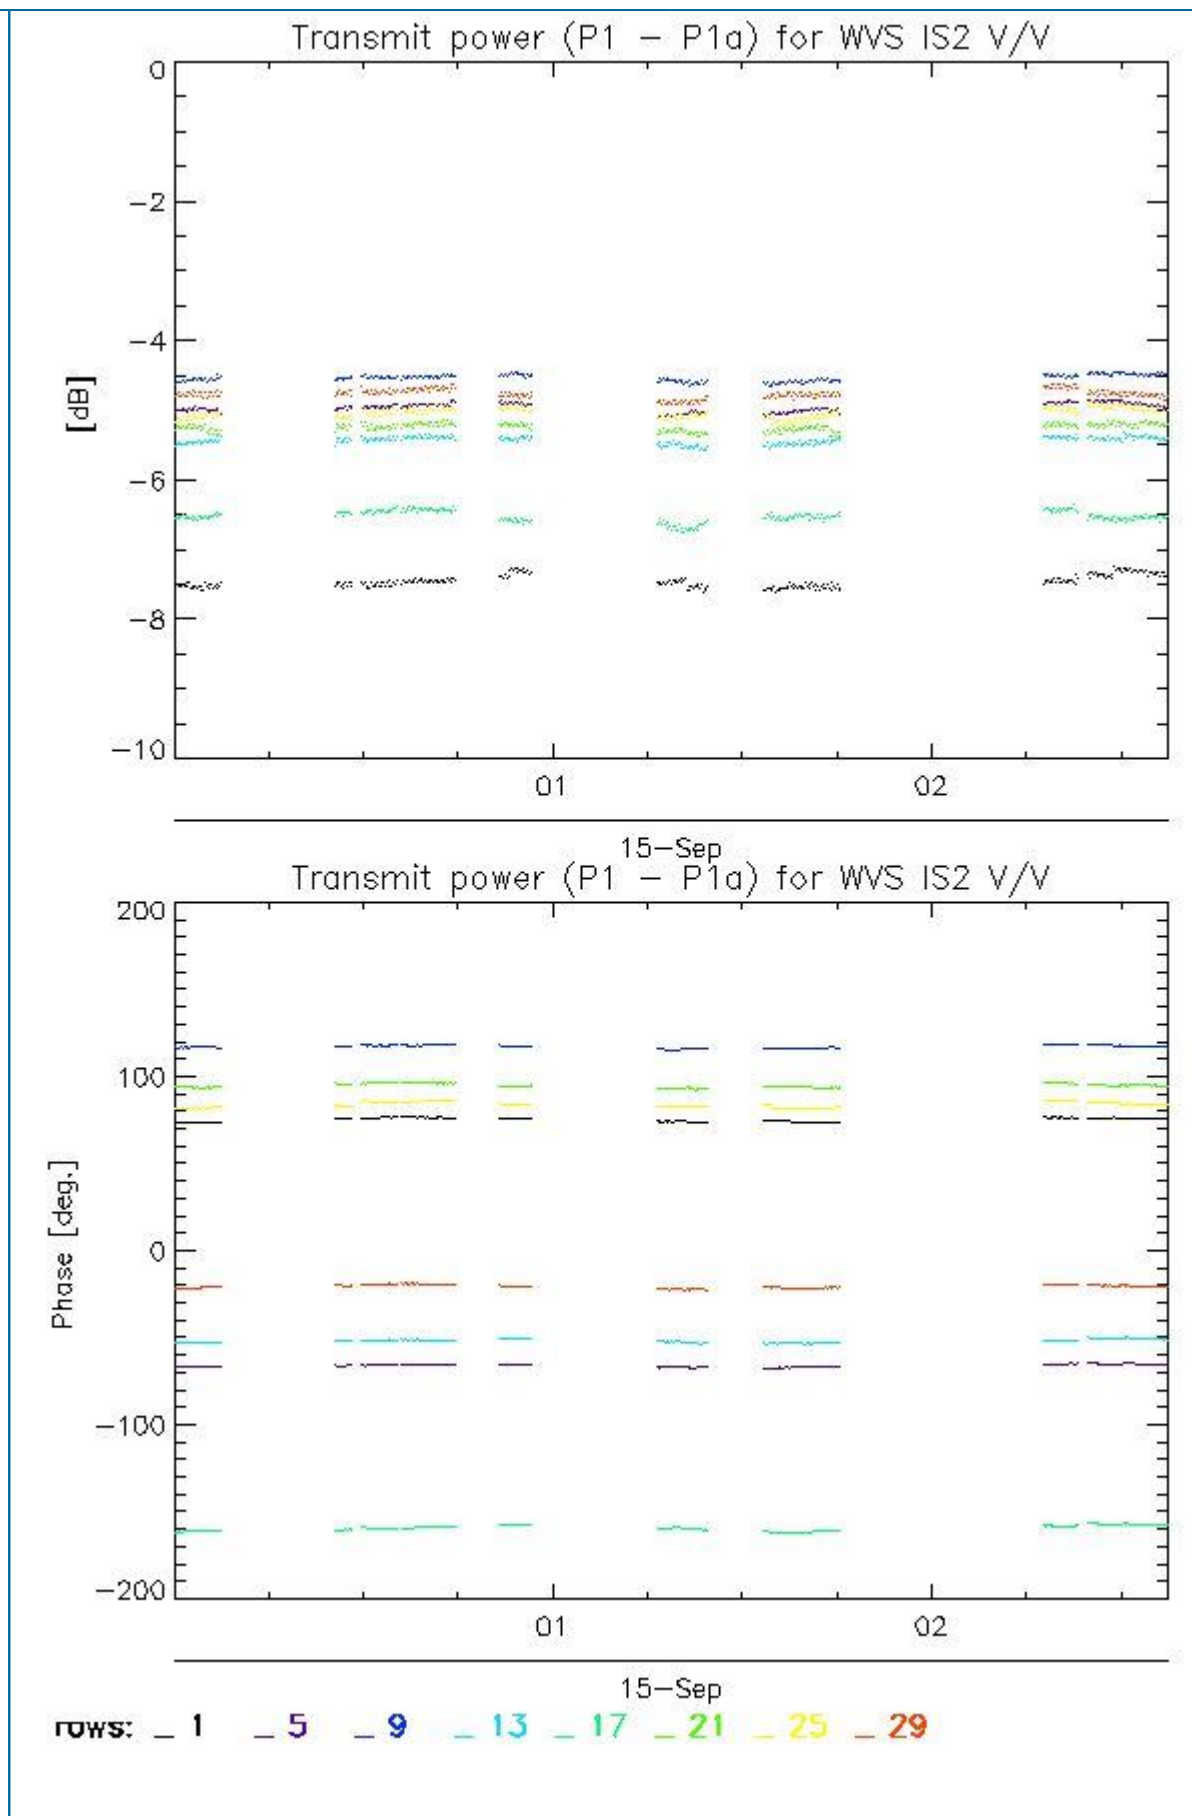 Transmit power (P1 - P1a) for WVS IS2 V/V
0
-2
-4
[dB]
-6
-8
-10
01 02
15-Sep
Transmit power (P1 - P1a) for WVS IS2 V/V
200
100
0
Phase [deg.]
-100
-200
01 02
15-Sep
rows: _ 1 _ 5 _ 9 _ 13 _ 17 _ 21 _ 25 _ 29